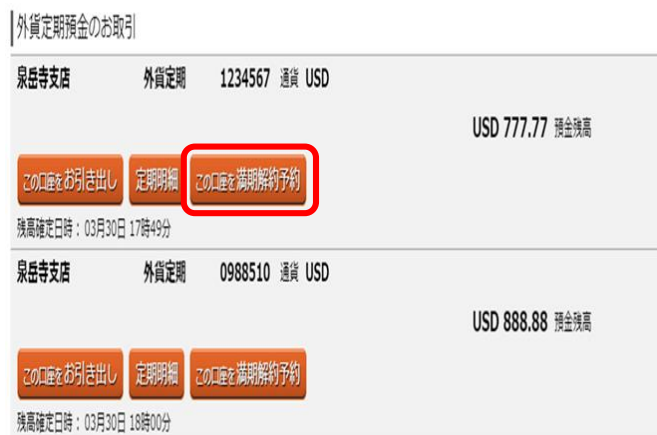 外貨定期預金のお取引
泉岳寺支店 外貨定期 1234567 通貨 USD
USD 777.77 預金残高
この口座をお引き出し 定期明細 この口座を満期解約予約
残高確定日時：03月30日 17時49分
泉岳寺支店 外貨定期 0988510 通貨 USD
USD 888.88 預金残高
この口座をお引き出し 定期明細 この口座を満期解約予約
残高確定日時：03月30日 18時00分